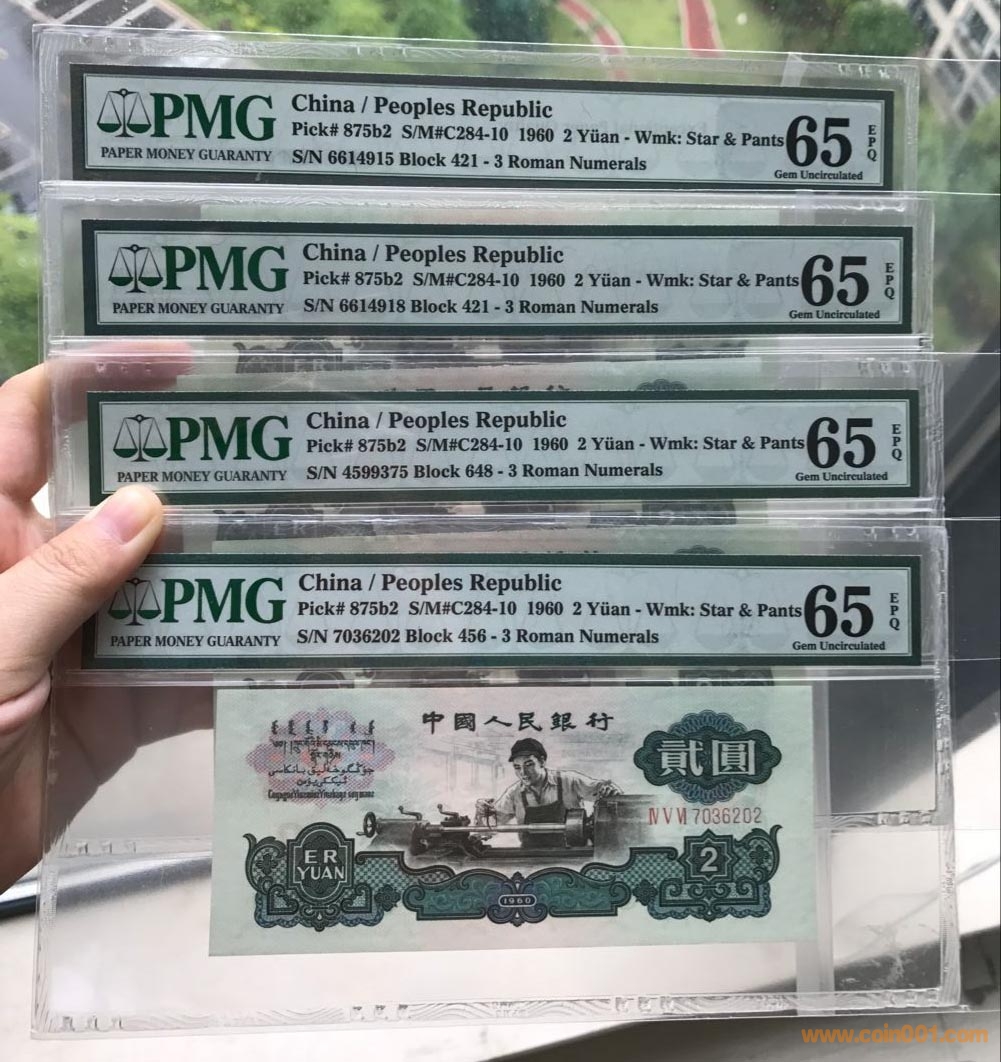 PMG
PAPER MONEY GUARANTY
China / Peoples Republic
Pick# 875b2 S/M#C284-10 1960 2 Yüan - Wmk: Star & Pants
S/N 6614915 Block 421 - 3 Roman Numerals
65
EPQ
Gem Uncirculated
PMG
PAPER MONEY GUARANTY
China / Peoples Republic
Pick# 875b2 S/M#C284-10 1960 2 Yüan - Wmk: Star & Pants
S/N 6614918 Block 421 - 3 Roman Numerals
65
EPQ
Gem Uncirculated
PMG
PAPER MONEY GUARANTY
China / Peoples Republic
Pick# 875b2 S/M#C284-10 1960 2 Yüan - Wmk: Star & Pants
S/N 4599375 Block 648 - 3 Roman Numerals
65
EPQ
Gem Uncirculated
PMG
PAPER MONEY GUARANTY
China / Peoples Republic
Pick# 875b2 S/M#C284-10 1960 2 Yüan - Wmk: Star & Pants
S/N 7036202 Block 456 - 3 Roman Numerals
65
EPQ
Gem Uncirculated
中國人民銀行
貳圓
ⅣⅤⅥ 7036202
ER
YUAN
2
1960
www.coin001.com